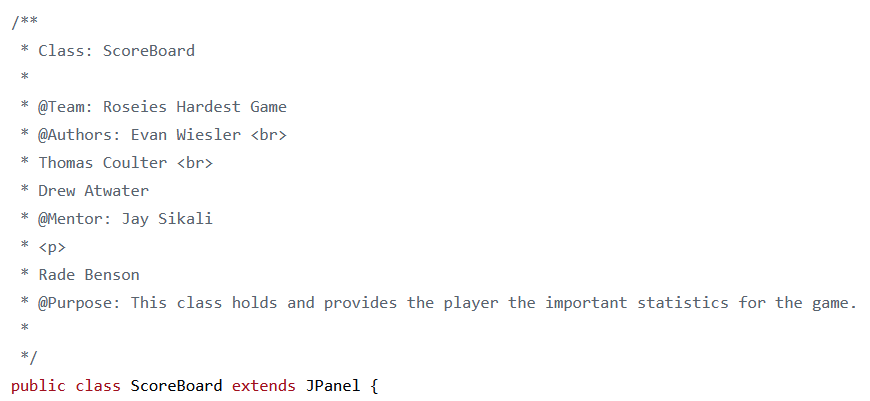 /**
 * Class: ScoreBoard
 *
 * @Team: Roseies Hardest Game
 * @Authors: Evan Wiesler <br>
 * Thomas Coulter <br>
 * Drew Atwater
 * @Mentor: Jay Sikali
 * <p>
 * Rade Benson
 * @Purpose: This class holds and provides the player the important statistics for the game.
 *
 */
public class ScoreBoard extends JPanel {